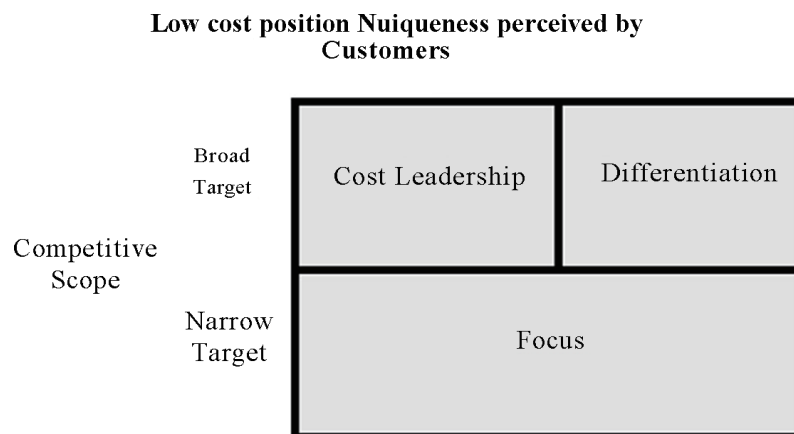 Low cost position Nuiqueness perceived by
Customers
Broad
Target
Cost Leadership
Differentiation
Competitive
Scope
Narrow
Target
Focus